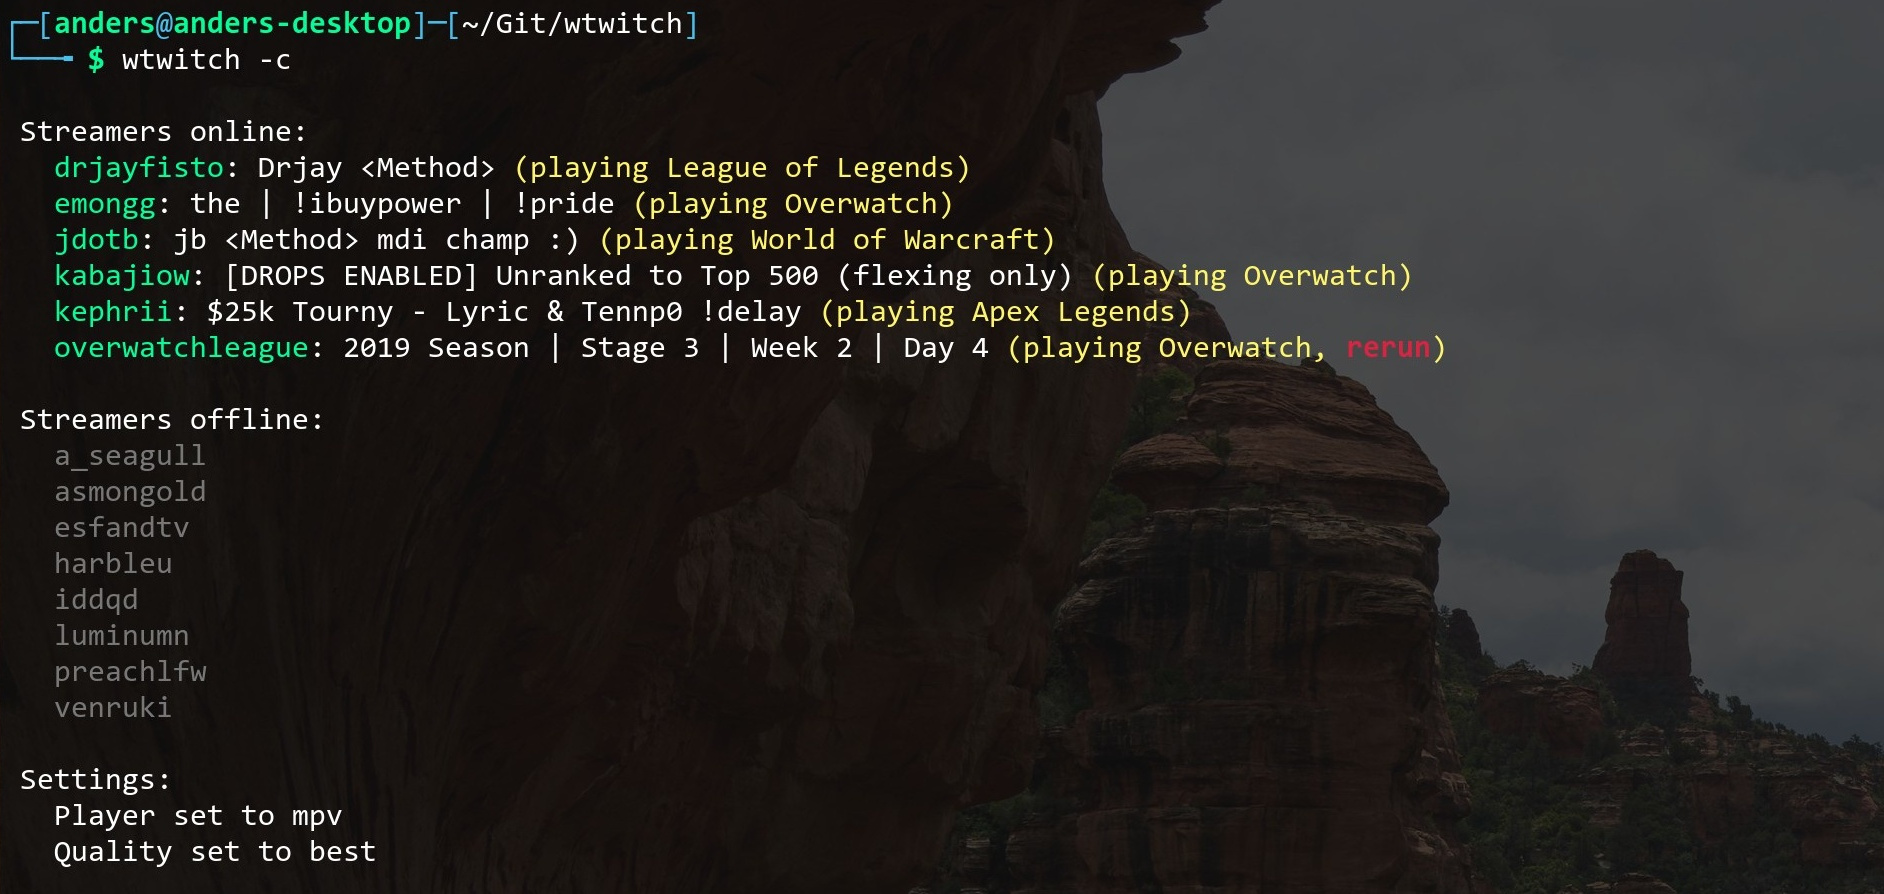 [anders@anders-desktop]─[~/Git/wtwitch]
$ wtwitch -c
Streamers online:
drjayfisto: Drjay <Method> (playing League of Legends)
emongg: the | !ibuypower | !pride (playing Overwatch)
jdotb: jb <Method> mdi champ :) (playing World of Warcraft)
kabajiow: [DROPS ENABLED] Unranked to Top 500 (flexing only) (playing Overwatch)
kephrii: $25k Tourny - Lyric & Tennp0 !delay (playing Apex Legends)
overwatchleague: 2019 Season | Stage 3 | Week 2 | Day 4 (playing Overwatch, rerun)
Streamers offline:
a_seagull
asmongold
esfandtv
harbleu
iddqd
luminumn
preachlfw
venruki
Settings:
Player set to mpv
Quality set to best